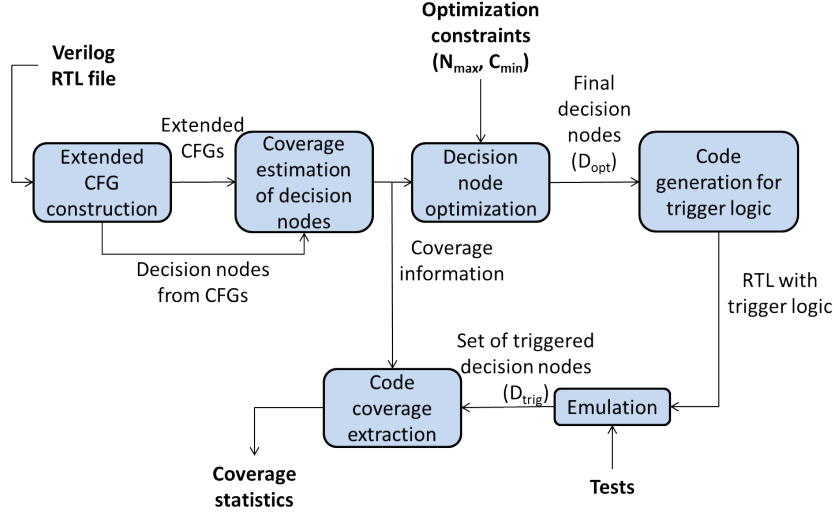 Optimization
constraints
(Nmax, Cmin)
Verilog
RTL file
Extended
CFGs
Final
decision
nodes
(Dopt)
Extended
CFG
construction
Coverage
estimation
of decision
nodes
Decision
node
optimization
Code
generation for
trigger logic
Decision nodes
from CFGs
Coverage
information
RTL with
trigger logic
Set of triggered
decision nodes
(Dtrig)
Code
coverage
extraction
Emulation
Coverage
statistics
Tests